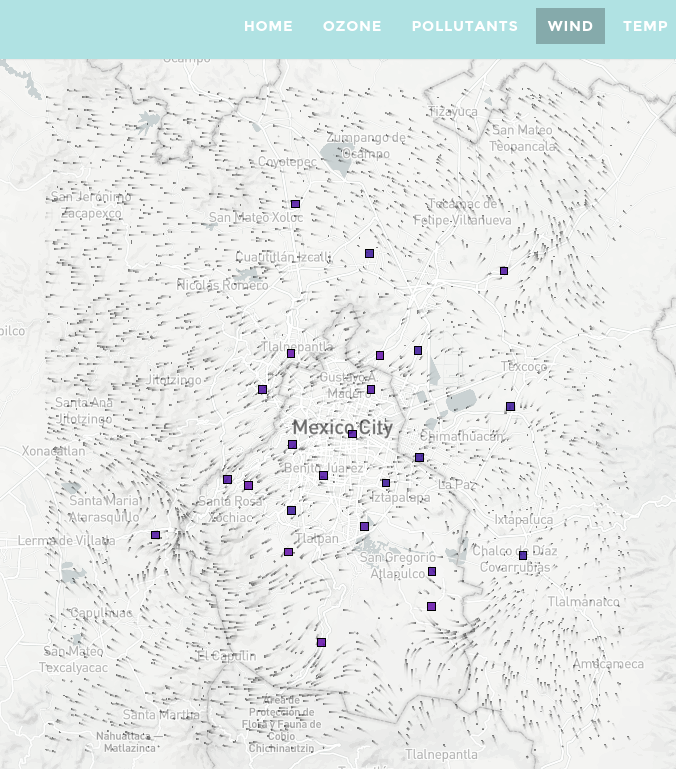 HOME OZONE POLLUTANTS WIND TEMP
Ocampo
Tizayuca
San Mateo
Teopancala
Zumpango de
Ocampo
Coyotepec
San Jerónimo
Zacapexco
San Mateo Xoloc
Tecámac de
Felipe Villanueva
Cuautitlán Izcalli
Nicolás Romero
Tlalnepantla
Texcoco
Gustavo A.
Madero
Jilotzingo
Santa Ana
Jilotzingo
Mexico City
Chimalhuacán
Xonacatlán
Benito Juárez
La Paz
Iztapalapa
Santa María
Atarasquillo
Santa Rosa
Xochiac
Ixtapaluca
Lerma de Villada
Tlalpan
San Gregorio
Atlapulco
Chalco de Díaz
Covarrubias
Capulhuac
Tlalmanalco
San Mateo
Texcalyacac
El Capulín
Amecameca
Área de
Protección de
Flora y Fauna de
Cobio
Chichinautzin
Santa Martha
Nahuatlaca —
Matlazinca
Tlalnepantla